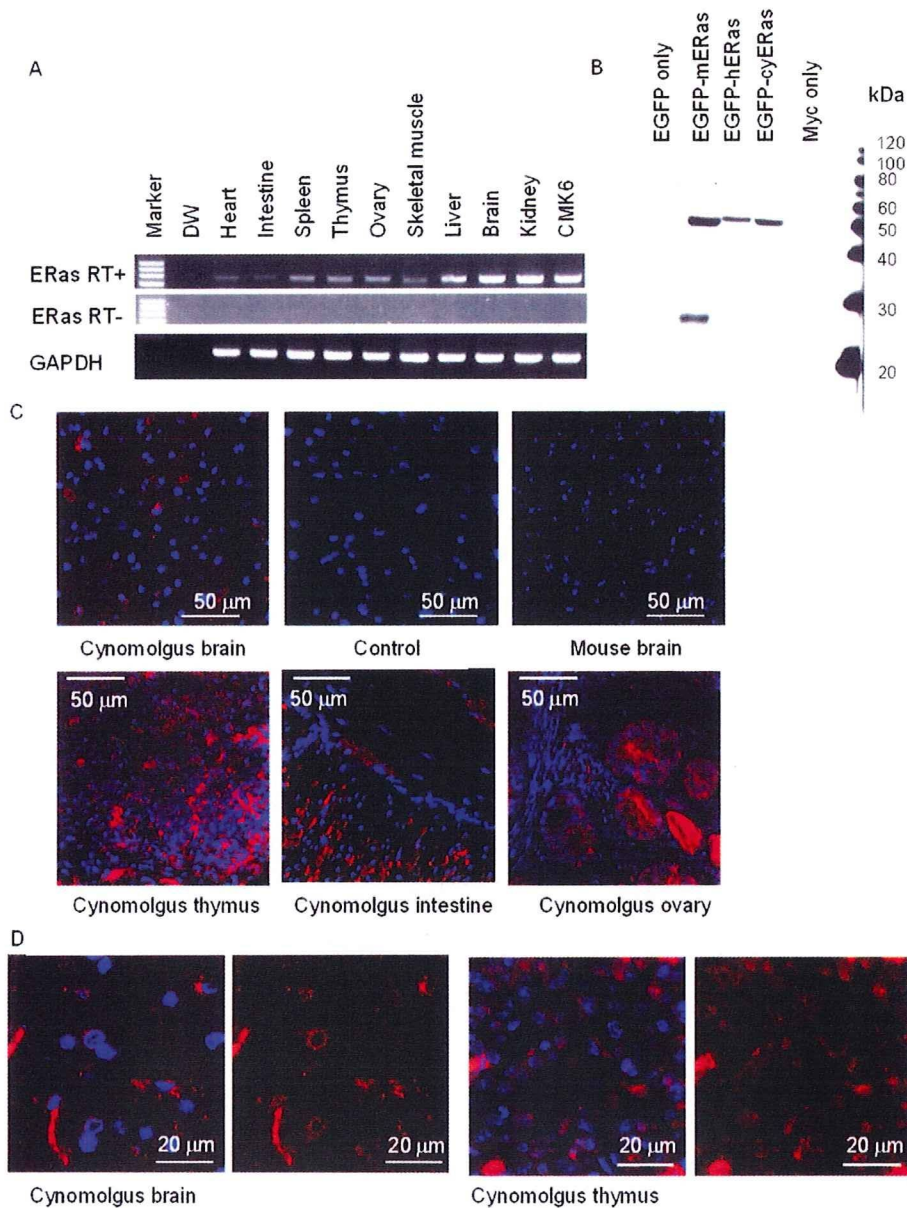 A
Marker
DW
Heart
Intestine
Spleen
Thymus
Ovary
Skeletal muscle
Liver
Brain
Kidney
CMK6
ERas RT+
ERas RT-
GAPDH
B
EGFP only
EGFP-mERas
EGFP-hERas
EGFP-cyERas
Myc only
kDa
120
100
80
60
50
40
30
20
C
50 μm
50 μm
50 μm
Cynomolgus brain
Control
Mouse brain
50 μm
50 μm
50 μm
Cynomolgus thymus
Cynomolgus intestine
Cynomolgus ovary
D
20 μm
20 μm
20 μm
20 μm
Cynomolgus brain
Cynomolgus thymus